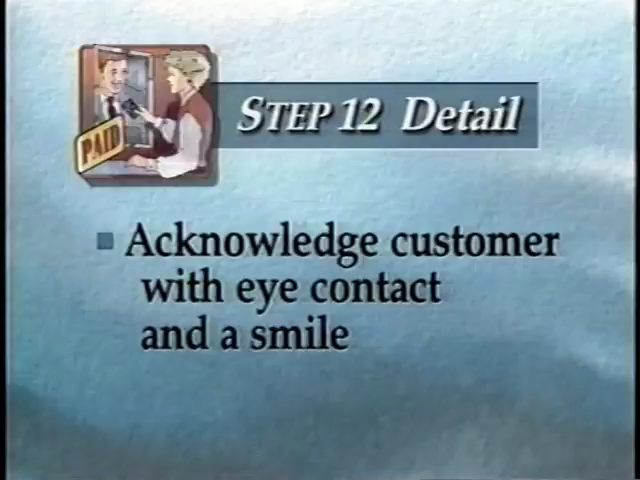 STEP 12 Detail
PAID
Acknowledge customer
with eye contact
and a smile